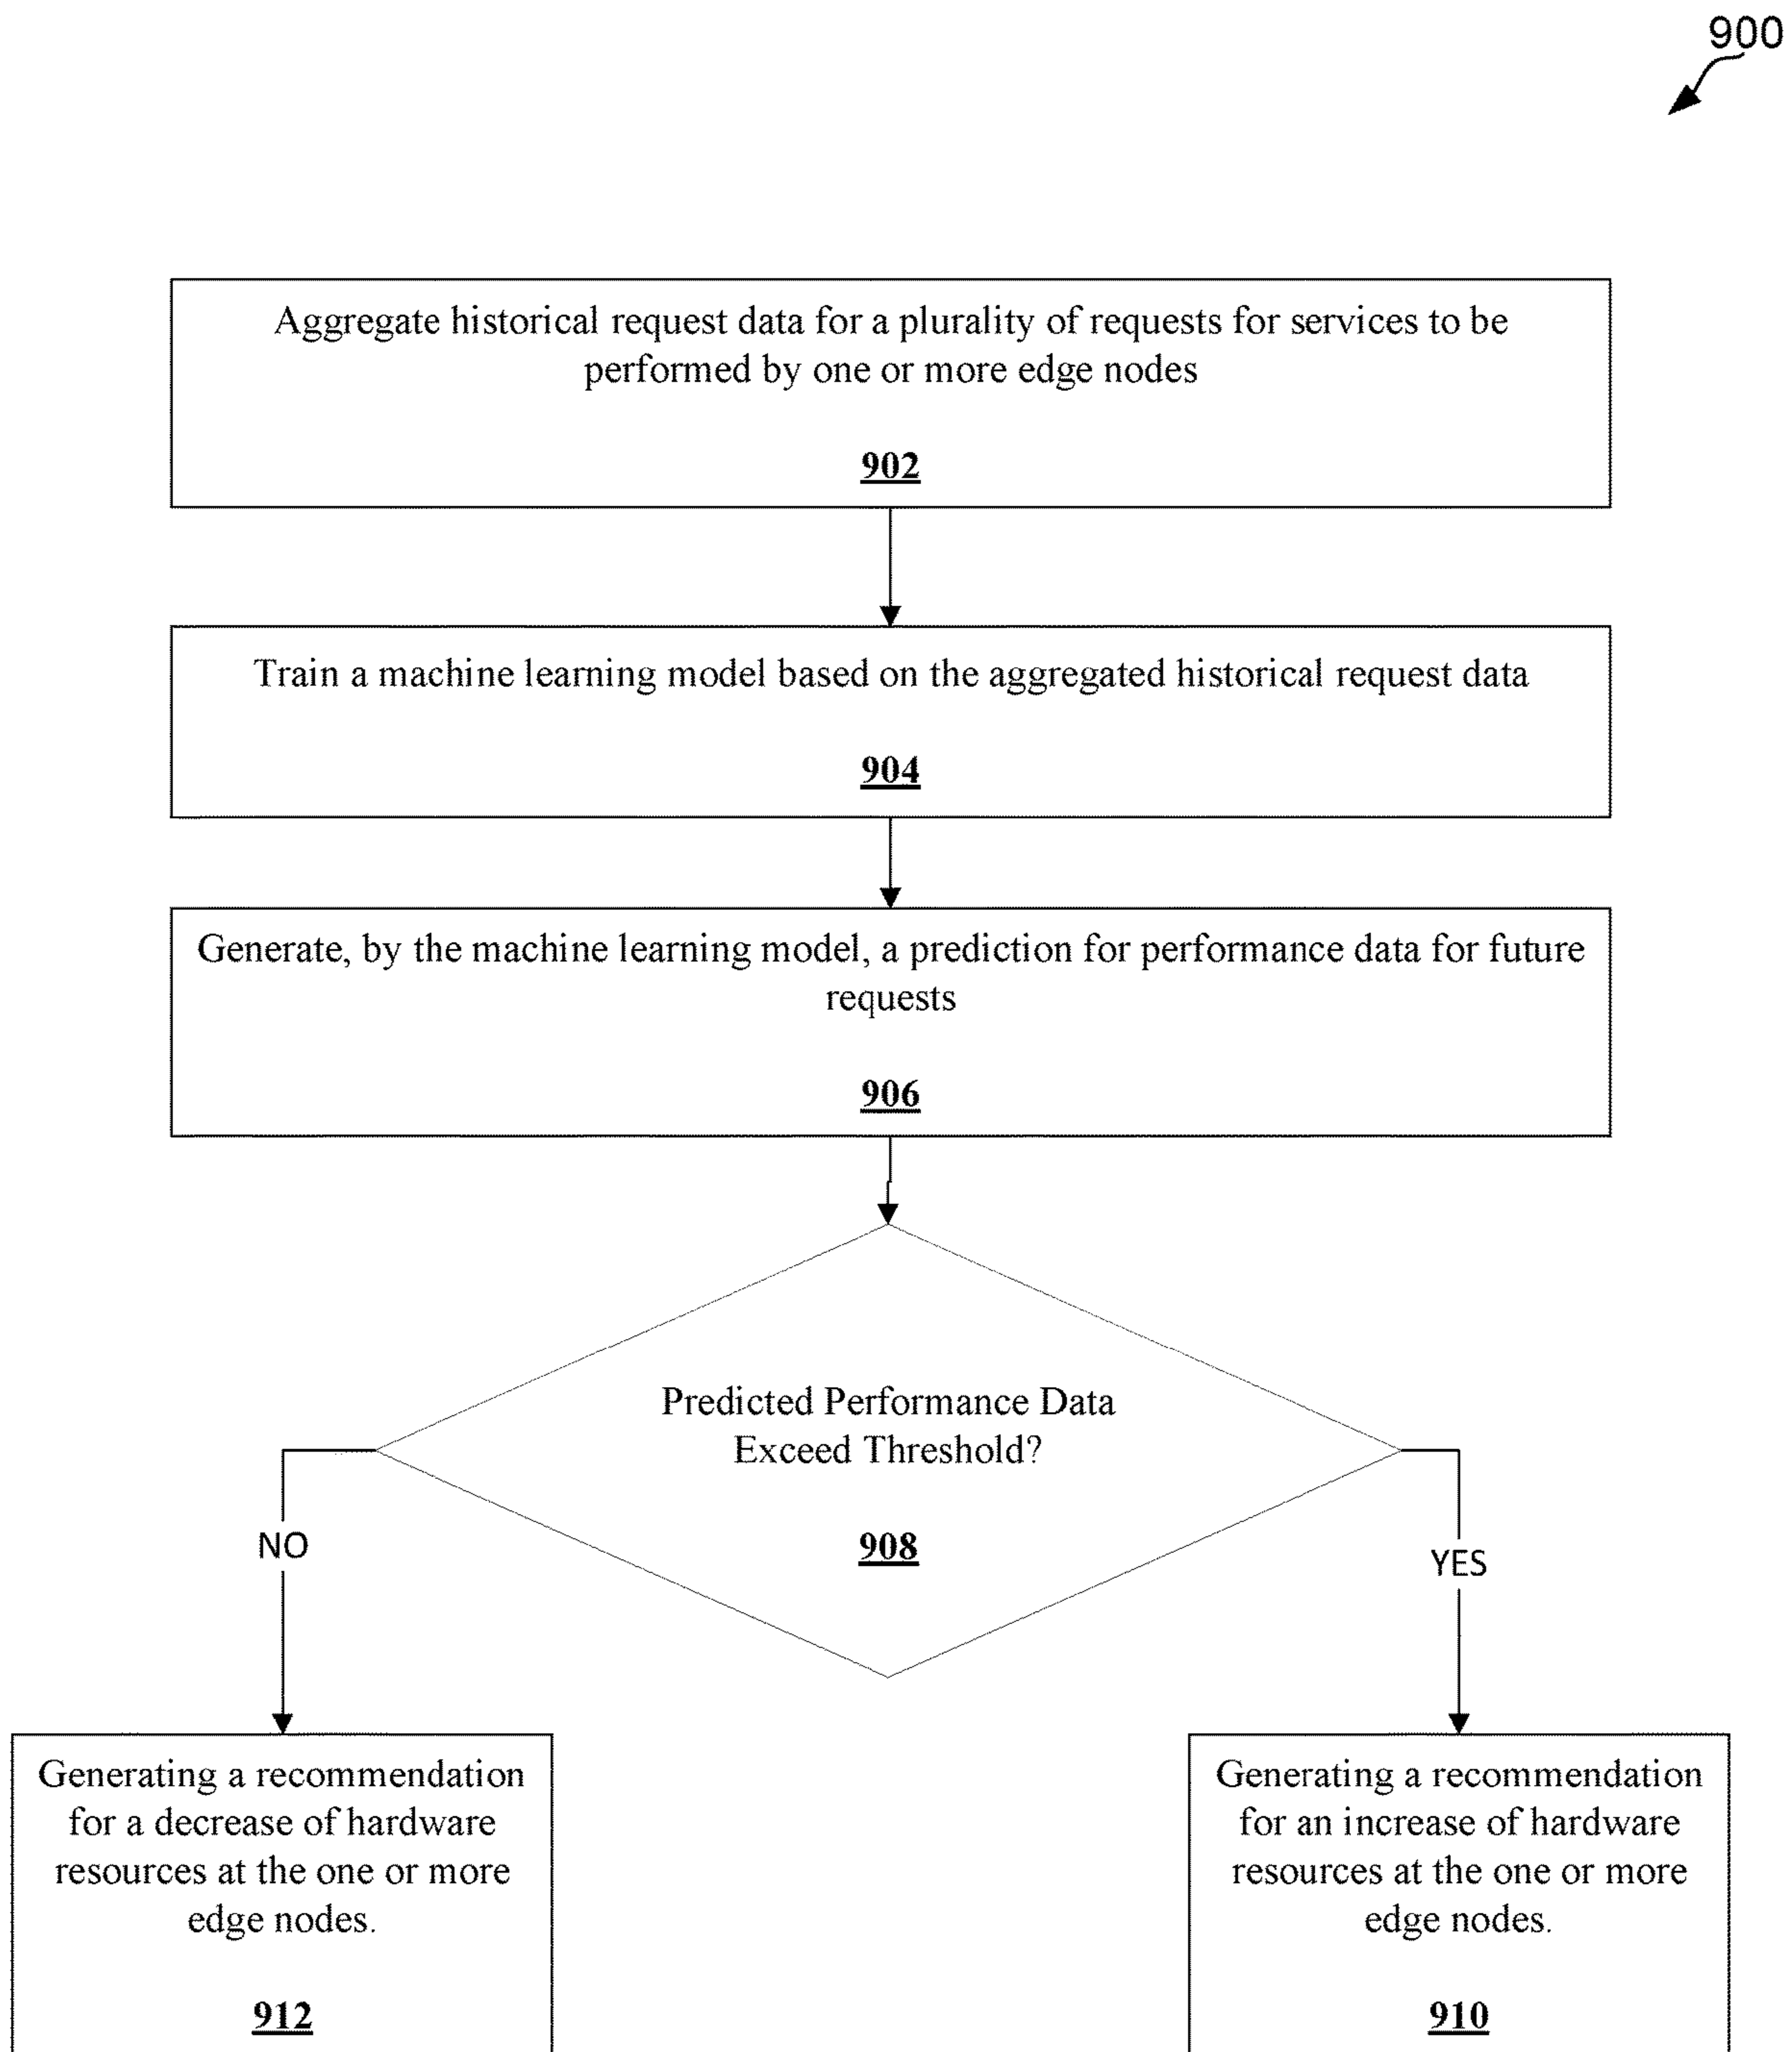 900
Aggregate historical request data for a plurality of requests for services to be
performed by one or more edge nodes
902
Train a machine learning model based on the aggregated historical request data
904
Generate, by the machine learning model, a prediction for performance data for future
requests
906
Predicted Performance Data
Exceed Threshold?
908
NO
YES
Generating a recommendation
for a decrease of hardware
resources at the one or more
edge nodes.
912
Generating a recommendation
for an increase of hardware
resources at the one or more
edge nodes.
910